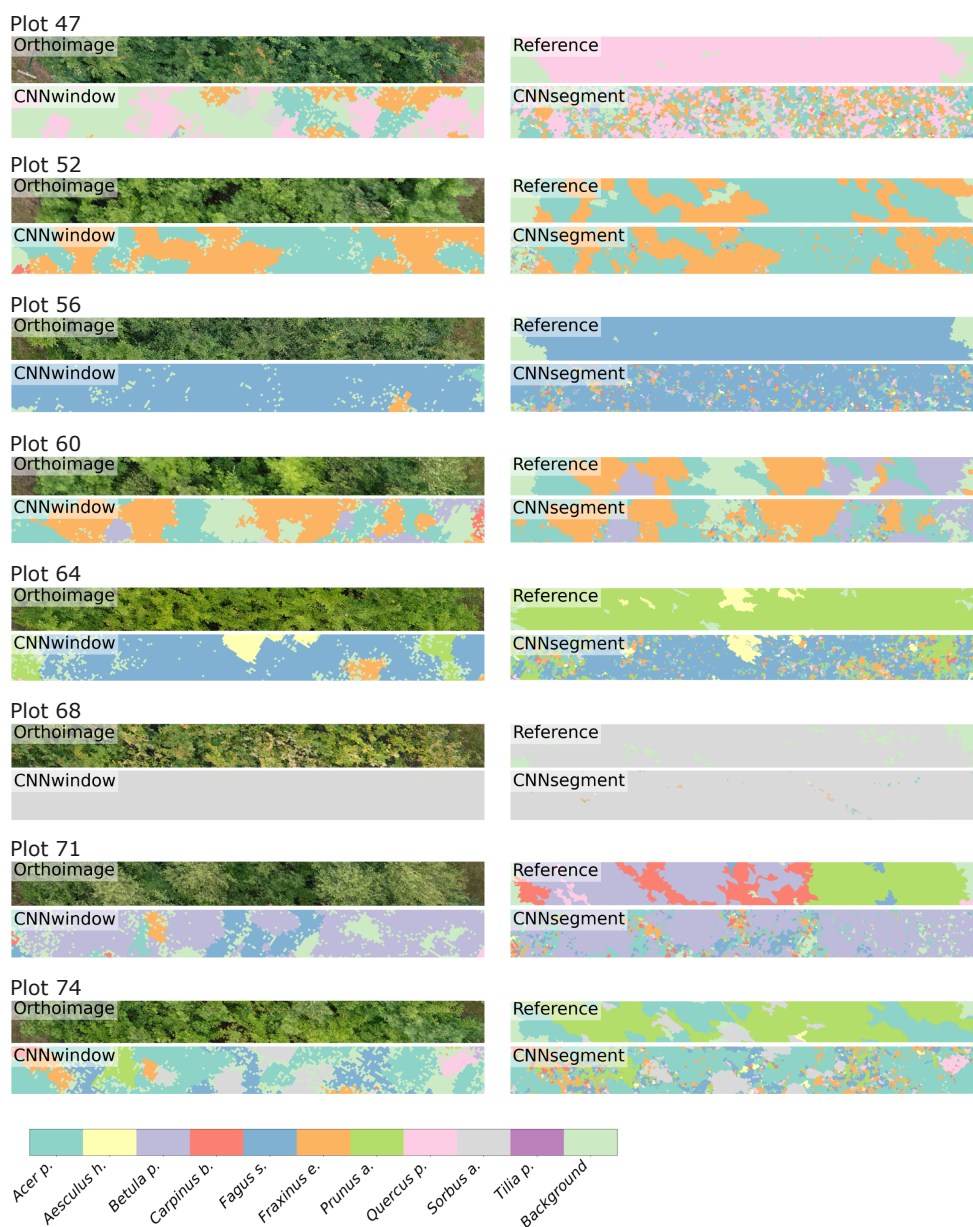 Plot 47
Orthoimage
Reference
CNNwindow
CNNsegment
Plot 52
Orthoimage
Reference
CNNwindow
CNNsegment
Plot 56
Orthoimage
Reference
CNNwindow
CNNsegment
Plot 60
Orthoimage
Reference
CNNwindow
CNNsegment
Plot 64
Orthoimage
Reference
CNNwindow
CNNsegment
Plot 68
Orthoimage
Reference
CNNwindow
CNNsegment
Plot 71
Orthoimage
Reference
CNNwindow
CNNsegment
Plot 74
Orthoimage
Reference
CNNwindow
CNNsegment
Acer p.
Aesculus h.
Betula p.
Carpinus b.
Fagus s.
Fraxinus e.
Prunus a.
Quercus p.
Sorbus a.
Tilia p.
Background